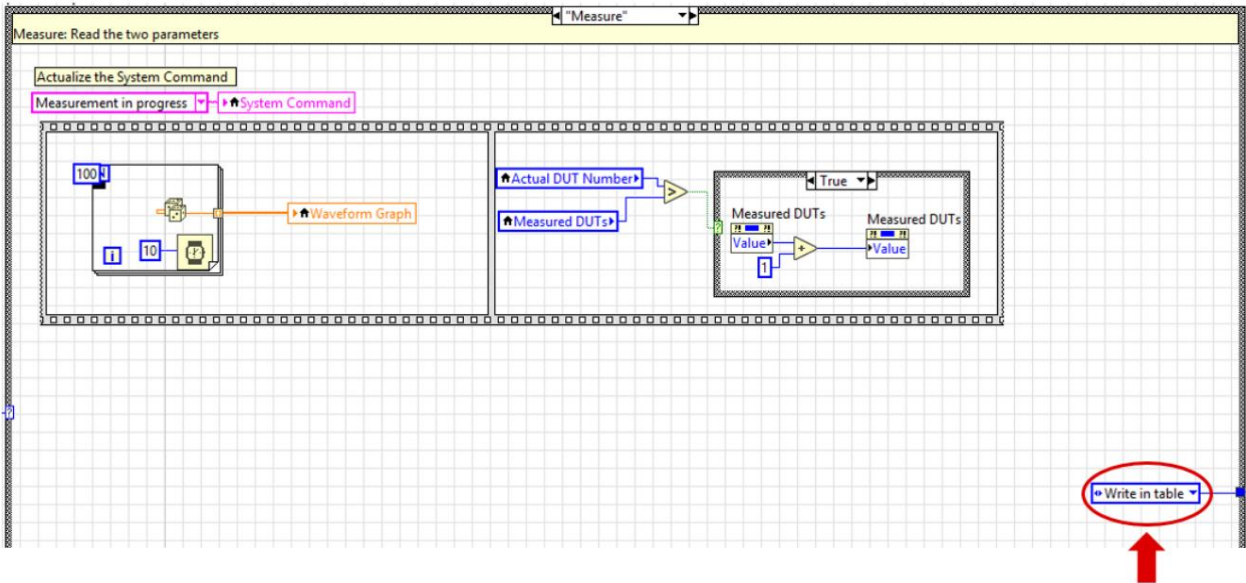 "Measure"
Measure: Read the two parameters
Actualize the System Command
Measurement in progress
System Command
100
N
Waveform Graph
i
10
Actual DUT Number
Measured DUTs
>
True
?
Measured DUTs
Value
+
1
Measured DUTs
Value
?
Write in table